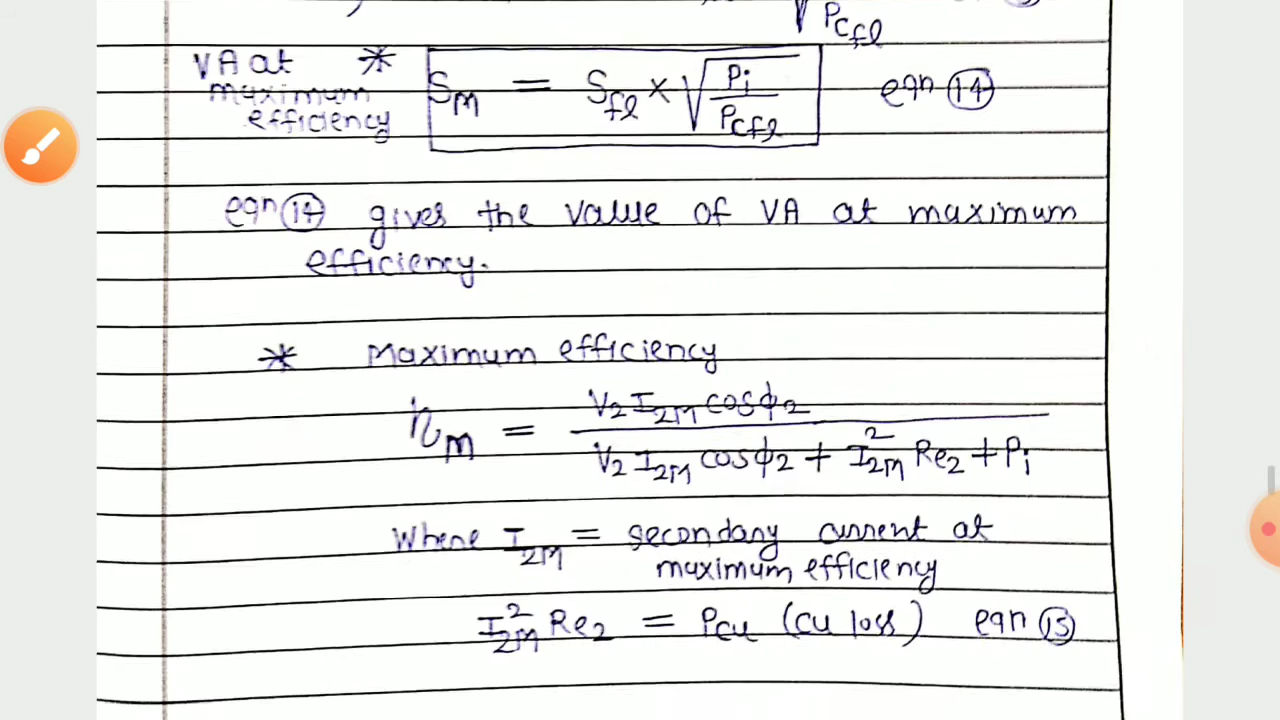 √ PCfl
VA at * SM = Sfl × √(Pi / PCfl) eqn (14)
maximum
efficiency
eqn (14) gives the value of VA at maximum
efficiency.
* Maximum efficiency
ηM = V2 I2M cosφ2 / (V2 I2M cosφ2 + I2M² Re2 + Pi)
Where I2M = secondary current at
maximum efficiency
I2M² Re2 = Pcu (cu loss) eqn (15)